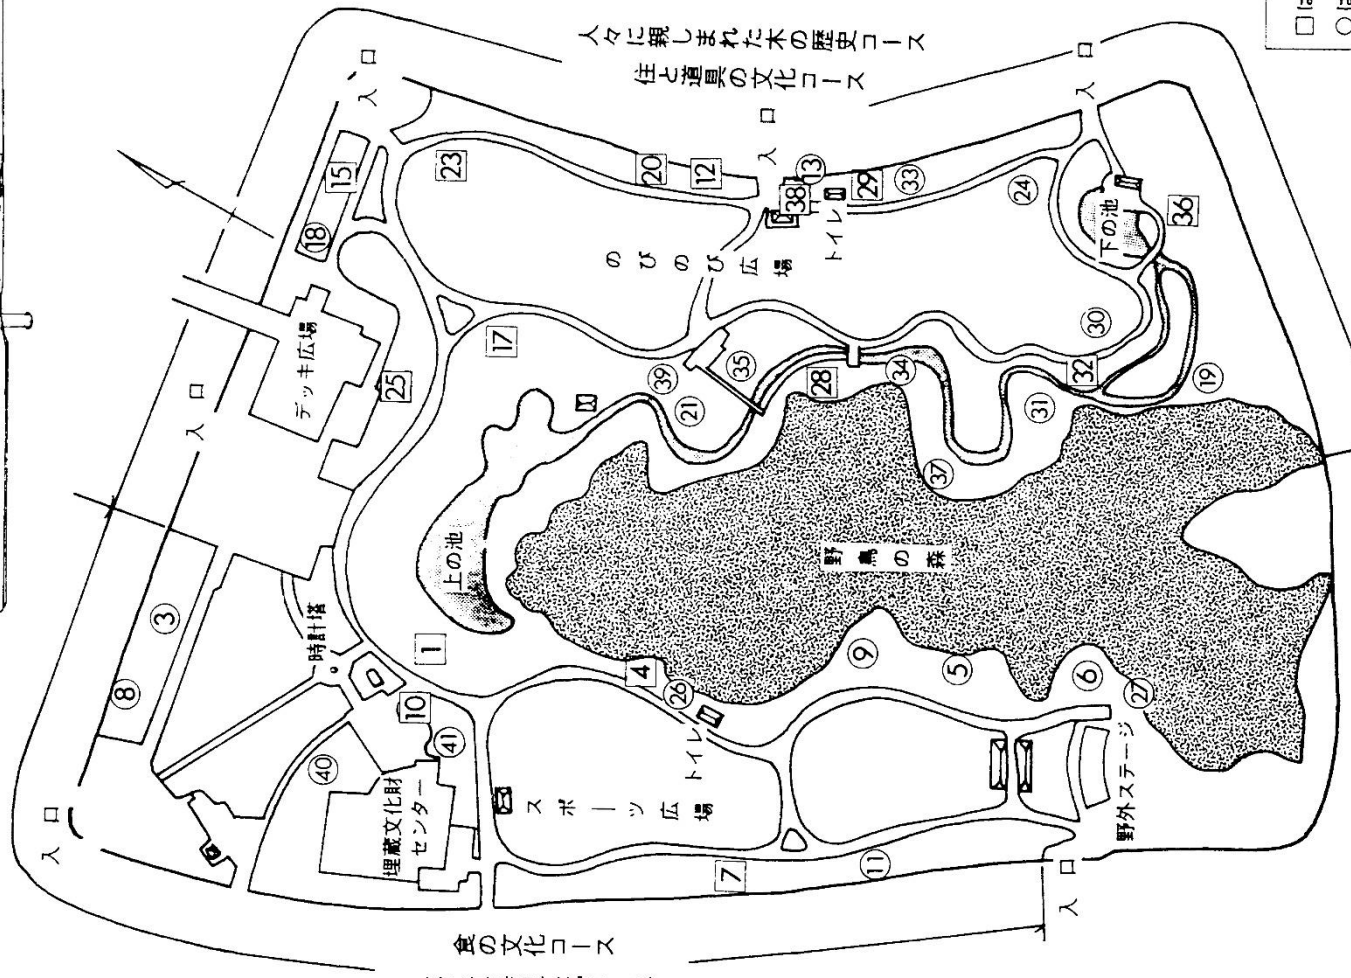 人々に親しまれた木の歴史コース
住と道具の文化コース
入口
入口
入口
入口
入口
入口
食の文化コース
デッキ広場
時計塔
上の池
下の池
のびのび広場
トイレ
トイレ
野鳥の森
スポーツ広場
埋蔵文化財
センター
野外ステージ
1
3
4
5
6
7
8
9
10
11
12
13
15
17
18
19
20
21
23
24
25
26
27
28
29
30
31
32
33
34
35
36
37
38
39
40
41
□は
○は